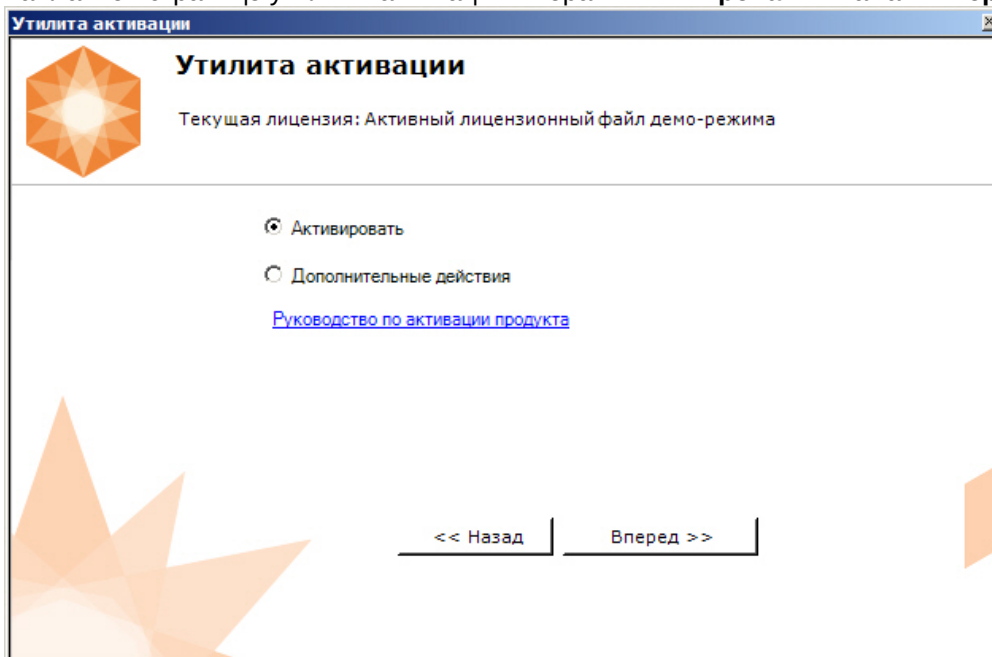 Утилита активации
Утилита активации
Текущая лицензия: Активный лицензионный файл демо-режима
Активировать
Дополнительные действия
Руководство по активации продукта
<< Назад
Вперед >>